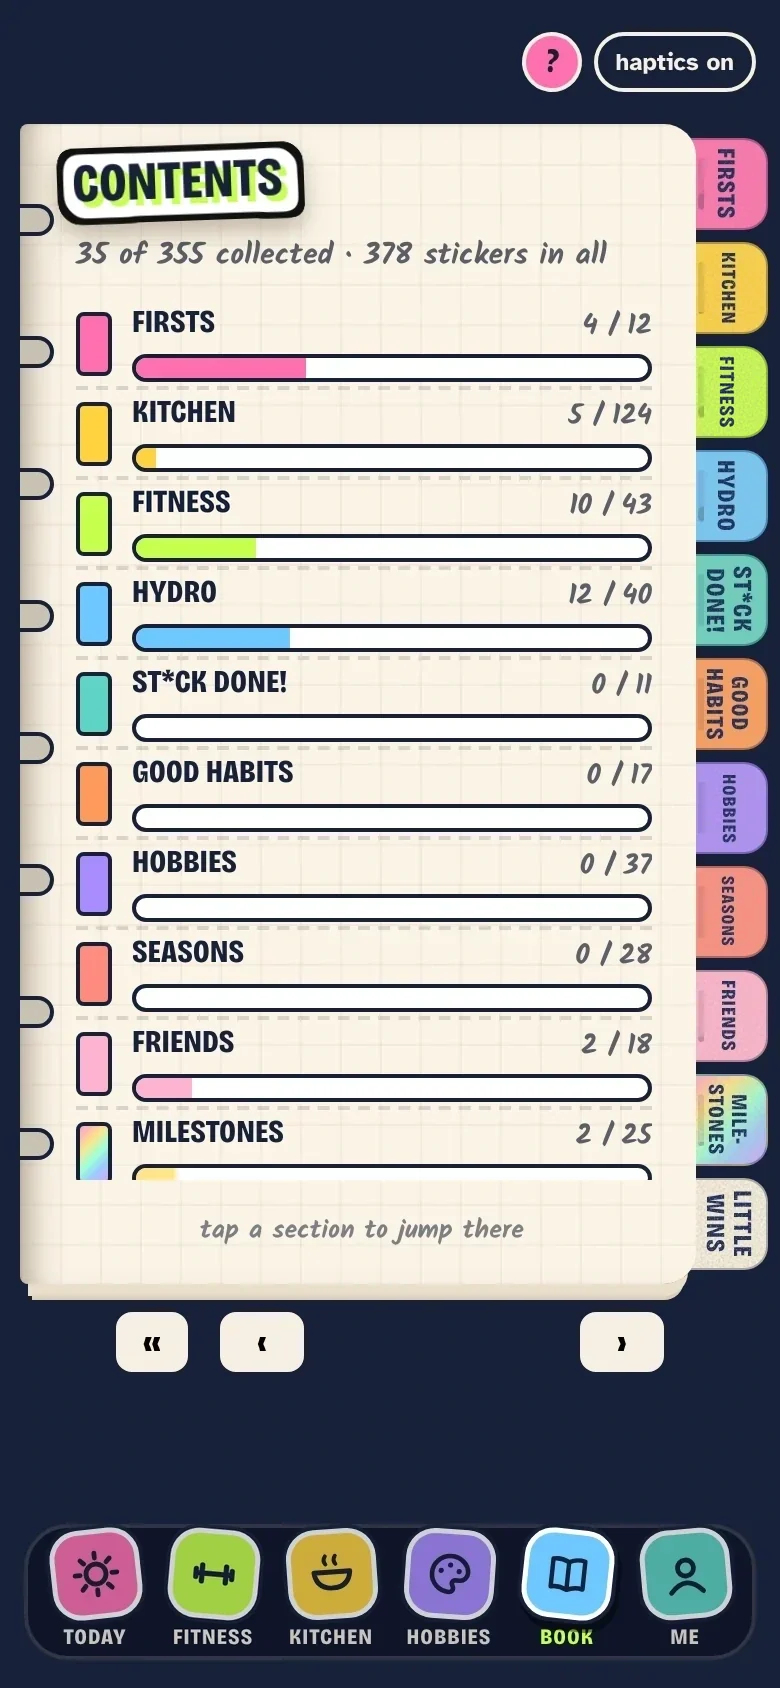 ?
haptics on
CONTENTS
35 of 355 collected · 378 stickers in all
FIRSTS
4 / 12
KITCHEN
5 / 124
FITNESS
10 / 43
HYDRO
12 / 40
ST*CK DONE!
0 / 11
GOOD HABITS
0 / 17
HOBBIES
0 / 37
SEASONS
0 / 28
FRIENDS
2 / 18
MILESTONES
2 / 25
tap a section to jump there
FIRSTS
KITCHEN
FITNESS
HYDRO
ST*CK
DONE!
GOOD
HABITS
HOBBIES
SEASONS
FRIENDS
MILE-
STONES
LITTLE
WINS
«
‹
›
TODAY
FITNESS
KITCHEN
HOBBIES
BOOK
ME